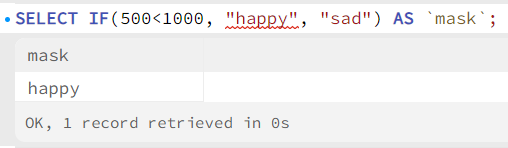 SELECT IF(500<1000, "happy", "sad") AS `mask`;
mask
happy
OK, 1 record retrieved in 0s